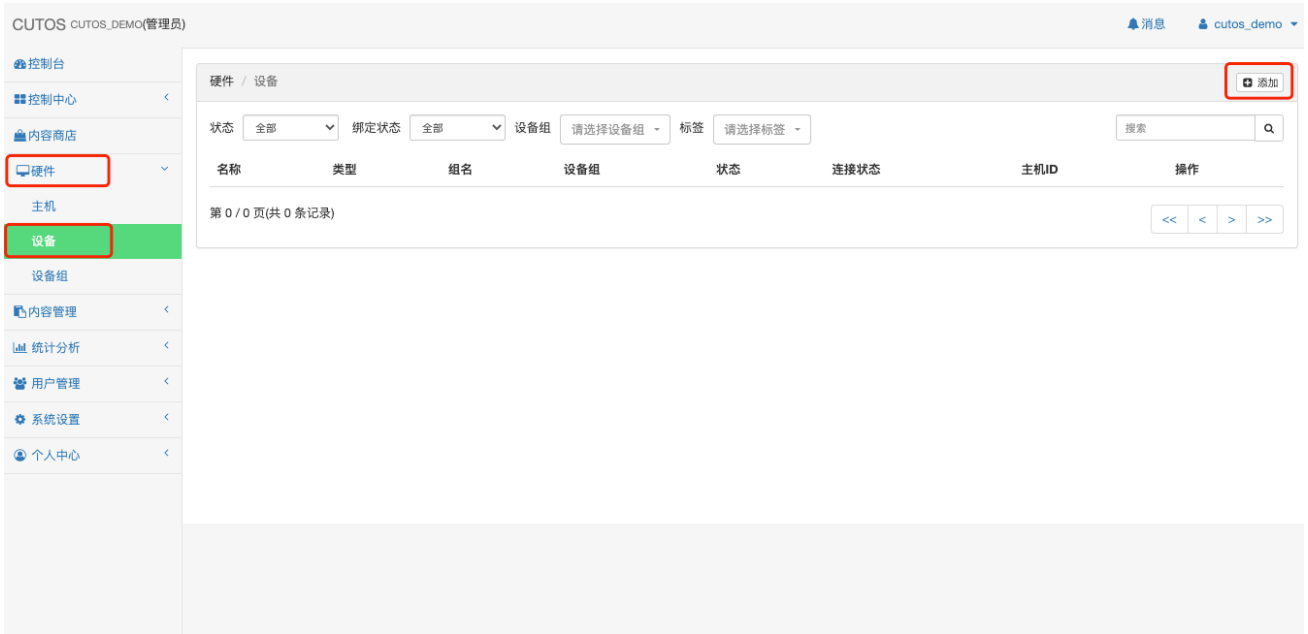 CUTOS CUTOS_DEMO(管理员)
消息 cutos_demo
控制台
控制中心
内容商店
硬件
主机
设备
设备组
内容管理
统计分析
用户管理
系统设置
个人中心
硬件 / 设备 添加
状态 全部 绑定状态 全部 设备组 请选择设备组 标签 请选择标签 搜索
名称 类型 组名 设备组 状态 连接状态 主机ID 操作
第 0 / 0 页(共 0 条记录) << < > >>